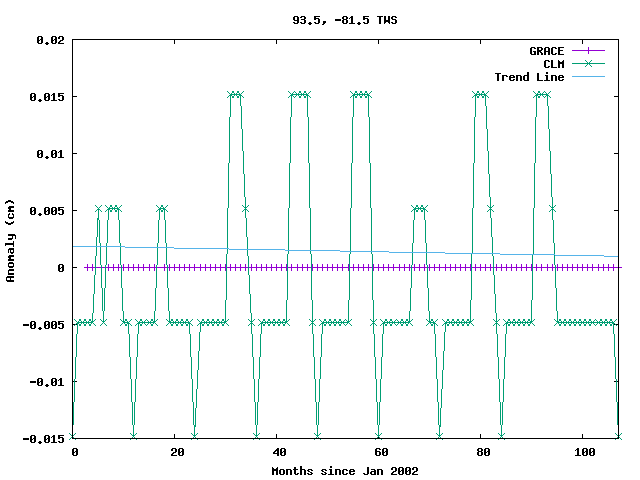 93.5, -81.5 TWS
0.02
0.015
0.01
0.005
0
-0.005
-0.01
-0.015
Anomaly (cm)
GRACE
CLM
Trend Line
0 20 40 60 80 100
Months since Jan 2002